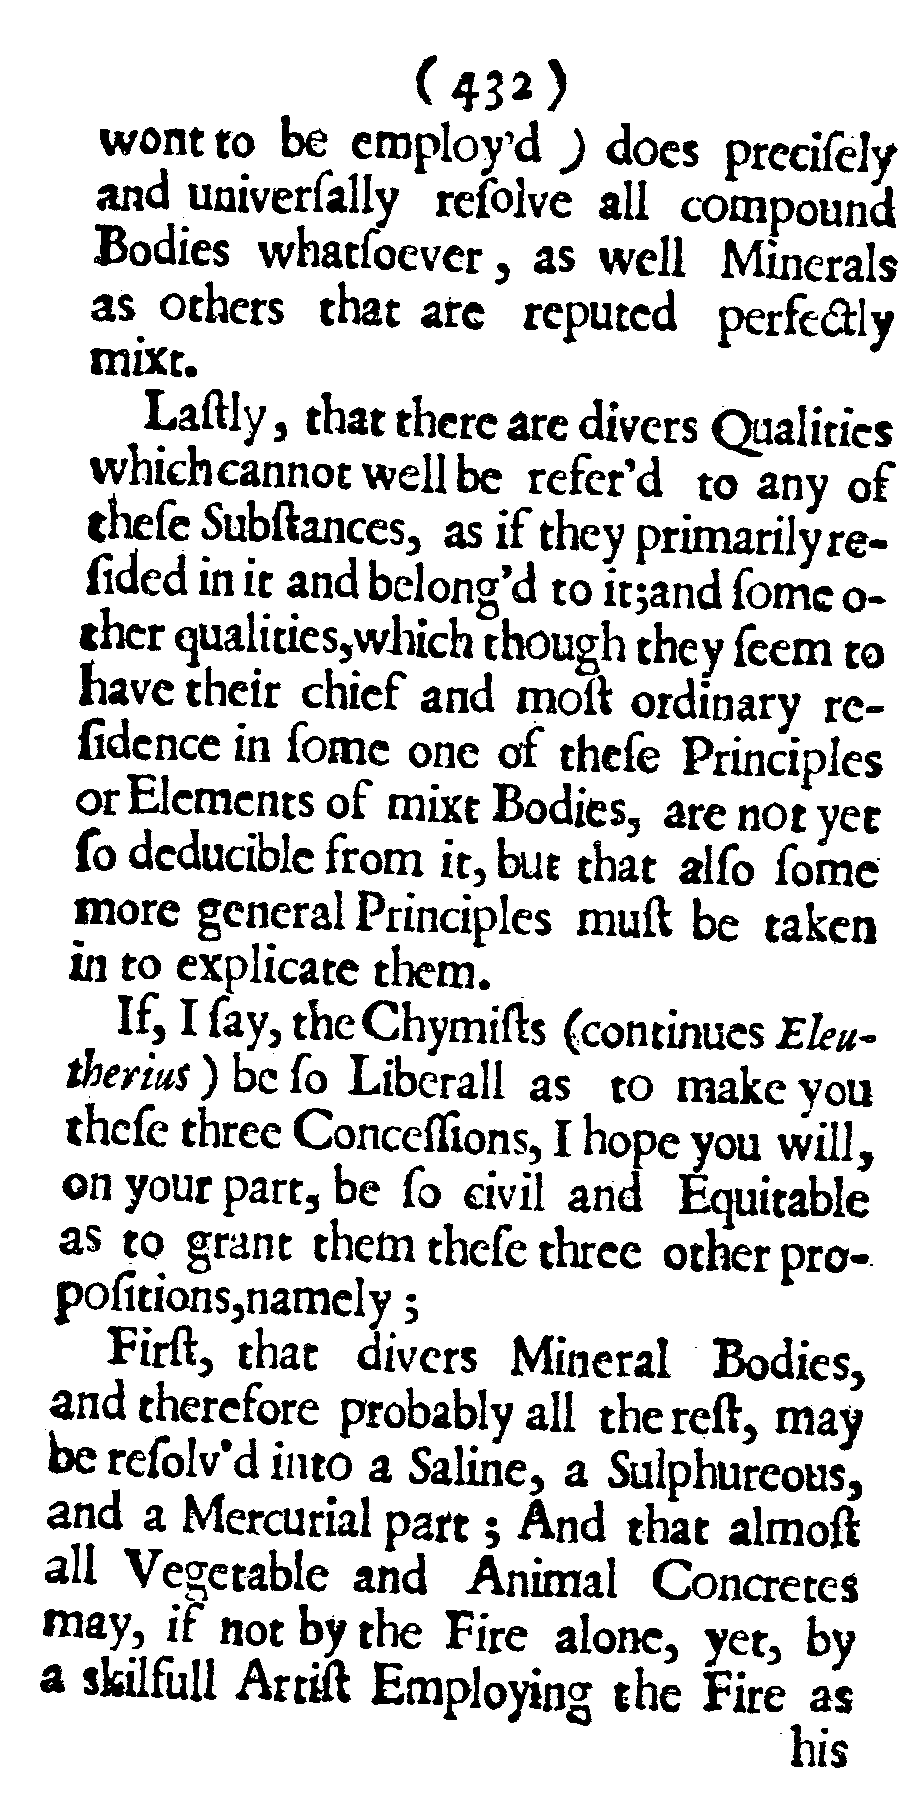 (432)
wont to be employ'd ) does preciſely
and univerſally reſolve all compound
Bodies whatſoever, as well Minerals
as others that are reputed perfectly
mixt.
Laſtly, that there are divers Qualities
which cannot well be refer'd to any of
theſe Subſtances, as if they primarily re-
ſided in it and belong'd to it;and ſome o-
ther qualities,which though they ſeem to
have their chief and moſt ordinary re-
ſidence in ſome one of theſe Principles
or Elements of mixt Bodies, are not yet
ſo deducible from it, but that alſo ſome
more general Principles muſt be taken
in to explicate them.
If, I ſay, the Chymiſts (continues Eleu-
therius ) be ſo Liberall as to make you
theſe three Conceſſions, I hope you will,
on your part, be ſo civil and Equitable
as to grant them theſe three other pro-
poſitions,namely ;
Firſt, that divers Mineral Bodies,
and therefore probably all the reſt, may
be reſolv'd into a Saline, a Sulphureous,
and a Mercurial part ; And that almoſt
all Vegetable and Animal Concretes
may, if not by the Fire alone, yet, by
a skilfull Artiſt Employing the Fire as
his